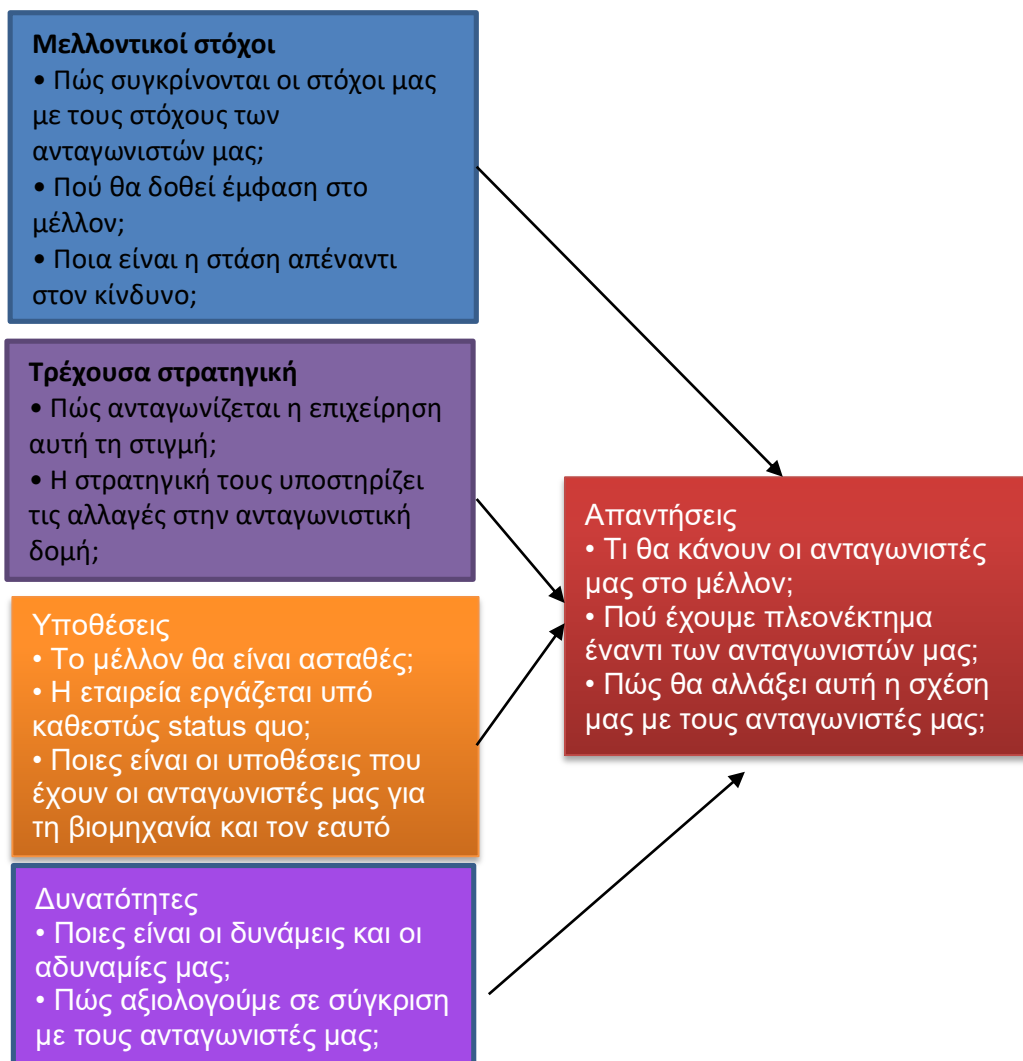 Μελλοντικοί στόχοι
• Πώς συγκρίνονται οι στόχοι μας
με τους στόχους των
ανταγωνιστών μας;
• Πού θα δοθεί έμφαση στο
μέλλον;
• Ποια είναι η στάση απέναντι
στον κίνδυνο;
Τρέχουσα στρατηγική
• Πώς ανταγωνίζεται η επιχείρηση
αυτή τη στιγμή;
• Η στρατηγική τους υποστηρίζει
τις αλλαγές στην ανταγωνιστική
δομή;
Υποθέσεις
• Το μέλλον θα είναι ασταθές;
• Η εταιρεία εργάζεται υπό
καθεστώς status quo;
• Ποιες είναι οι υποθέσεις που
έχουν οι ανταγωνιστές μας για
τη βιομηχανία και τον εαυτό
Δυνατότητες
• Ποιες είναι οι δυνάμεις και οι
αδυναμίες μας;
• Πώς αξιολογούμε σε σύγκριση
με τους ανταγωνιστές μας;
Απαντήσεις
• Τι θα κάνουν οι ανταγωνιστές
μας στο μέλλον;
• Πού έχουμε πλεονέκτημα
έναντι των ανταγωνιστών μας;
• Πώς θα αλλάξει αυτή η σχέση
μας με τους ανταγωνιστές μας;